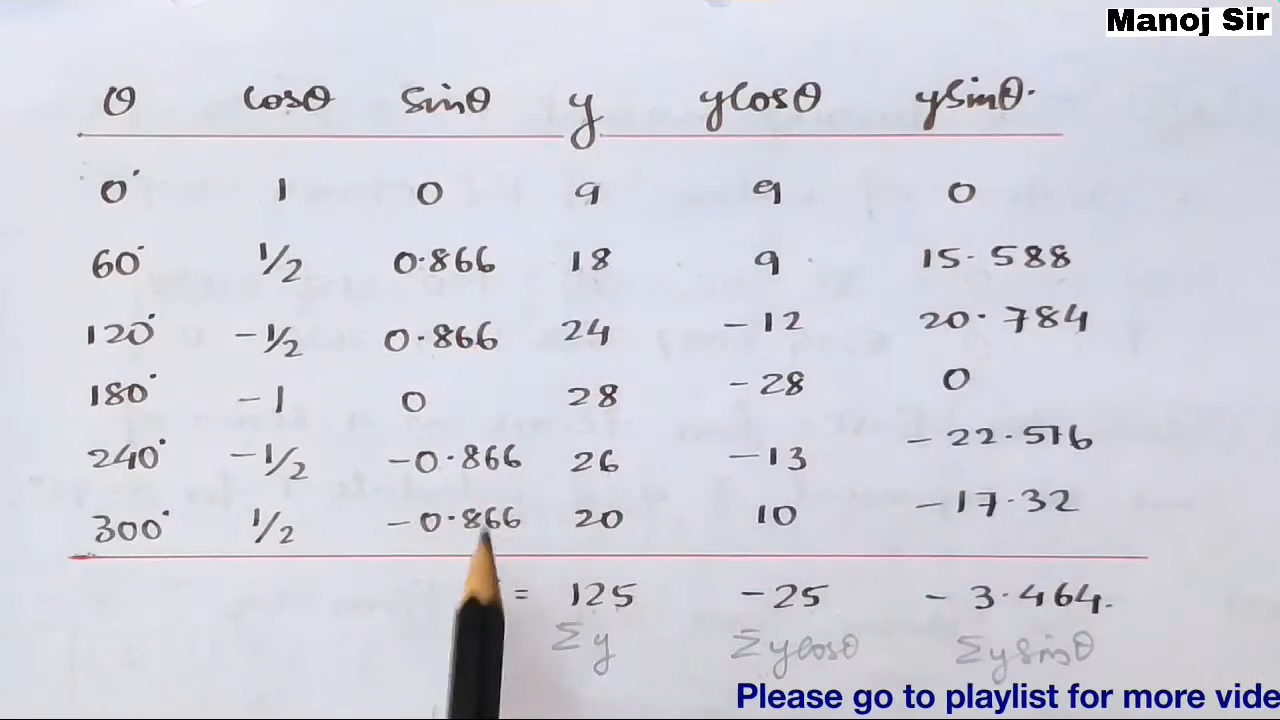 Manoj Sir
θ cosθ sinθ y ycosθ ysinθ.
0° 1 0 9 9 0
60° 1/2 0.866 18 9 15.588
120° -1/2 0.866 24 -12 20.784
180° -1 0 28 -28 0
240° -1/2 -0.866 26 -13 -22.516
300° 1/2 -0.866 20 10 -17.32
= 125 -25 -3.464.
Σy Σycosθ Σysinθ
Please go to playlist for more vide